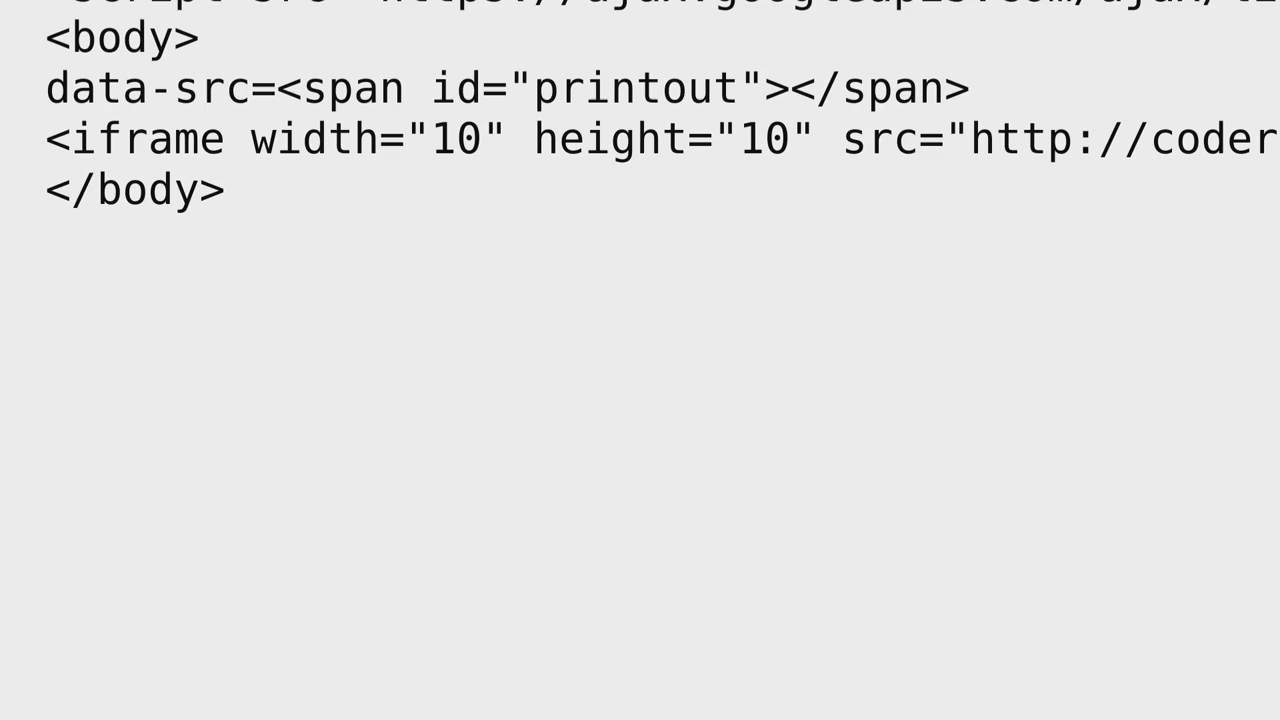 <body>
data-src=<span id="printout"></span>
<iframe width="10" height="10" src="http://coder
</body>